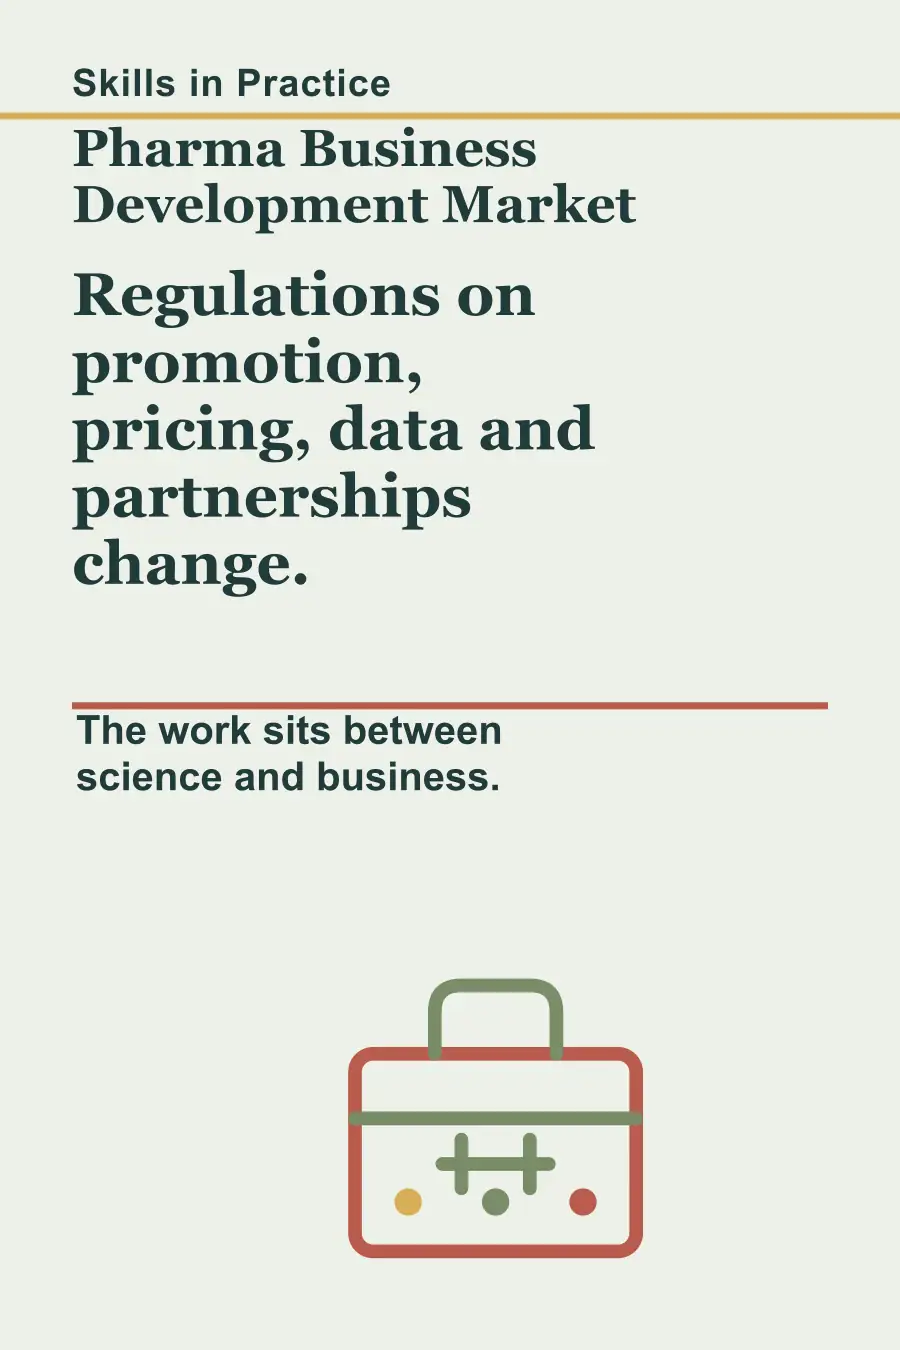 Skills in Practice
Pharma Business
Development Market
Regulations on
promotion,
pricing, data and
partnerships
change.
The work sits between
science and business.